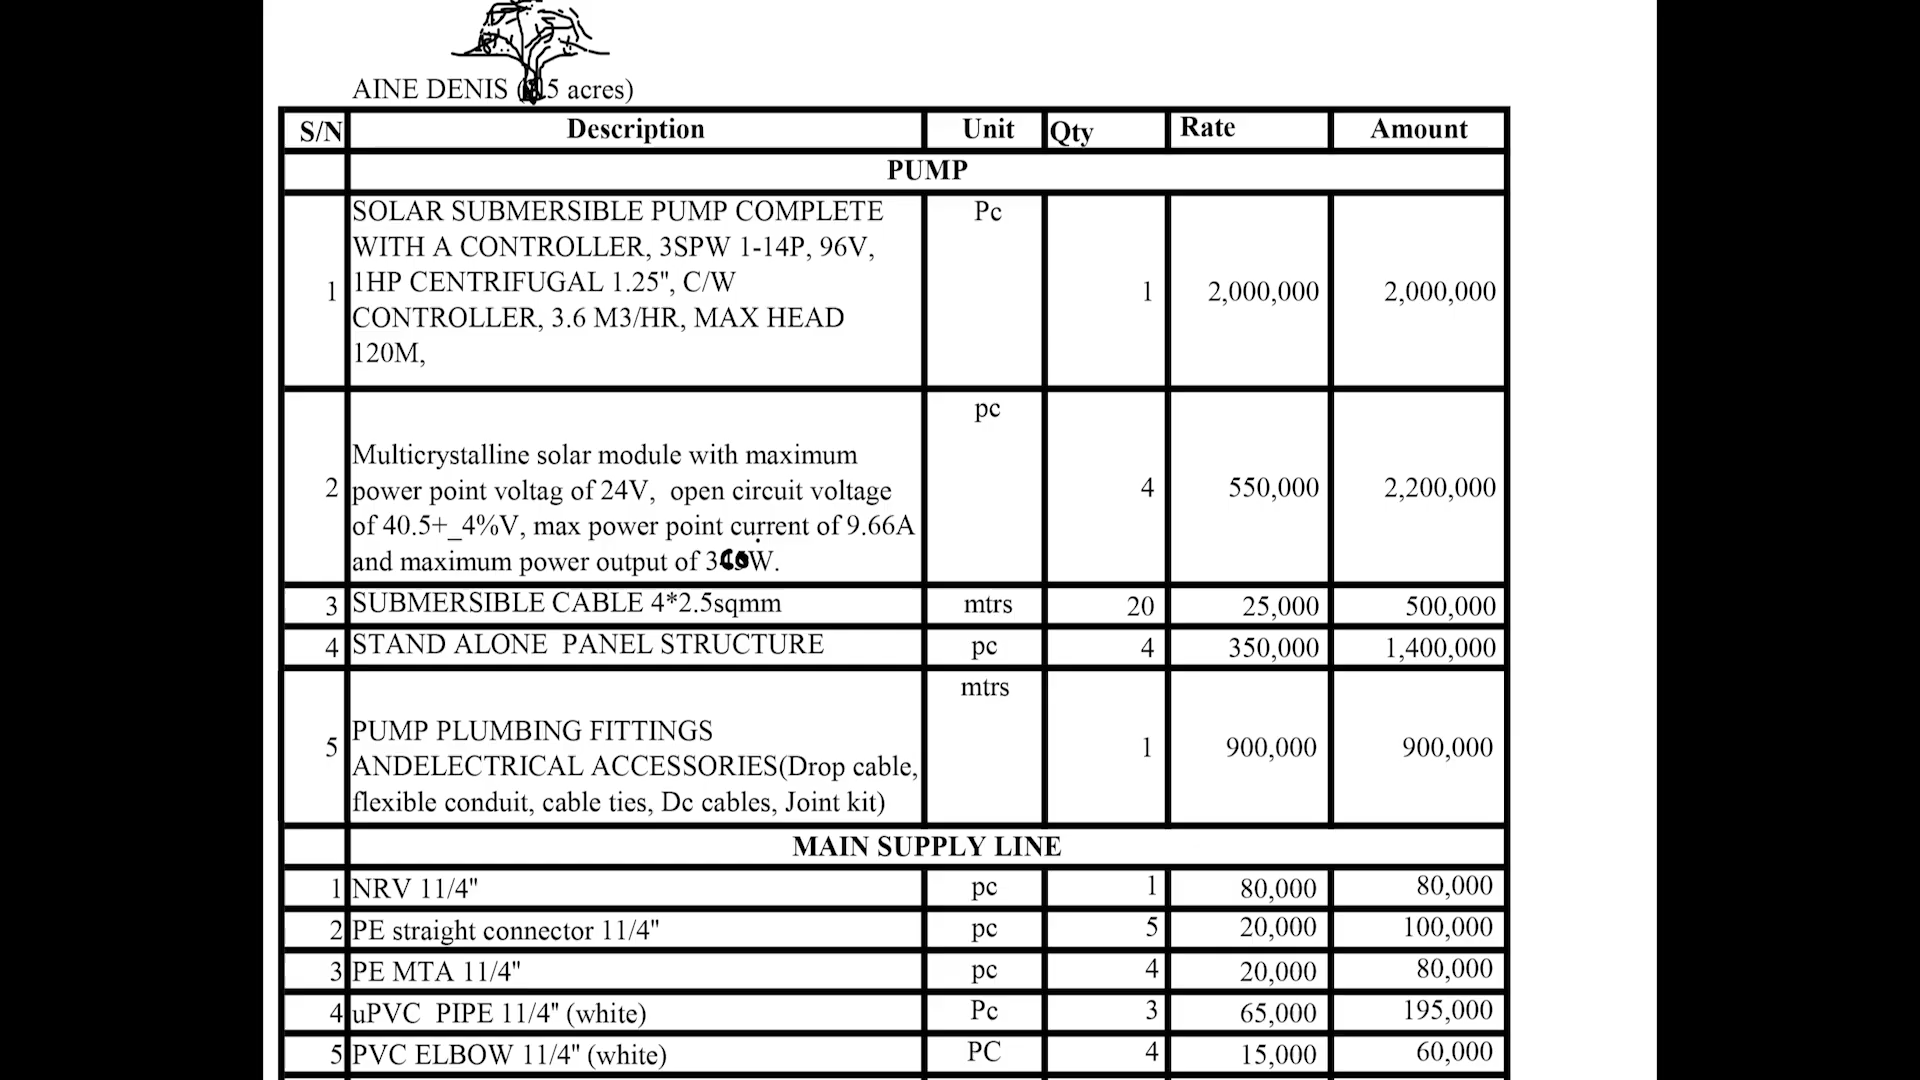 AINE DENIS ( .5 acres)
S/N Description Unit Qty Rate Amount
PUMP
1 SOLAR SUBMERSIBLE PUMP COMPLETE Pc 1 2,000,000 2,000,000
WITH A CONTROLLER, 3SPW 1-14P, 96V,
1HP CENTRIFUGAL 1.25", C/W
CONTROLLER, 3.6 M3/HR, MAX HEAD
120M,
2 Multicrystalline solar module with maximum pc 4 550,000 2,200,000
power point voltag of 24V, open circuit voltage
of 40.5+_4%V, max power point current of 9.66A
and maximum power output of
3 SUBMERSIBLE CABLE 4*2.5sqmm mtrs 20 25,000 500,000
4 STAND ALONE PANEL STRUCTURE pc 4 350,000 1,400,000
5 PUMP PLUMBING FITTINGS mtrs 1 900,000 900,000
ANDELECTRICAL ACCESSORIES(Drop cable,
flexible conduit, cable ties, Dc cables, Joint kit)
MAIN SUPPLY LINE
1 NRV 11/4" pc 1 80,000 80,000
2 PE straight connector 11/4" pc 5 20,000 100,000
3 PE MTA 11/4" pc 4 20,000 80,000
4 uPVC PIPE 11/4" (white) Pc 3 65,000 195,000
5 PVC ELBOW 11/4" (white) PC 4 15,000 60,000